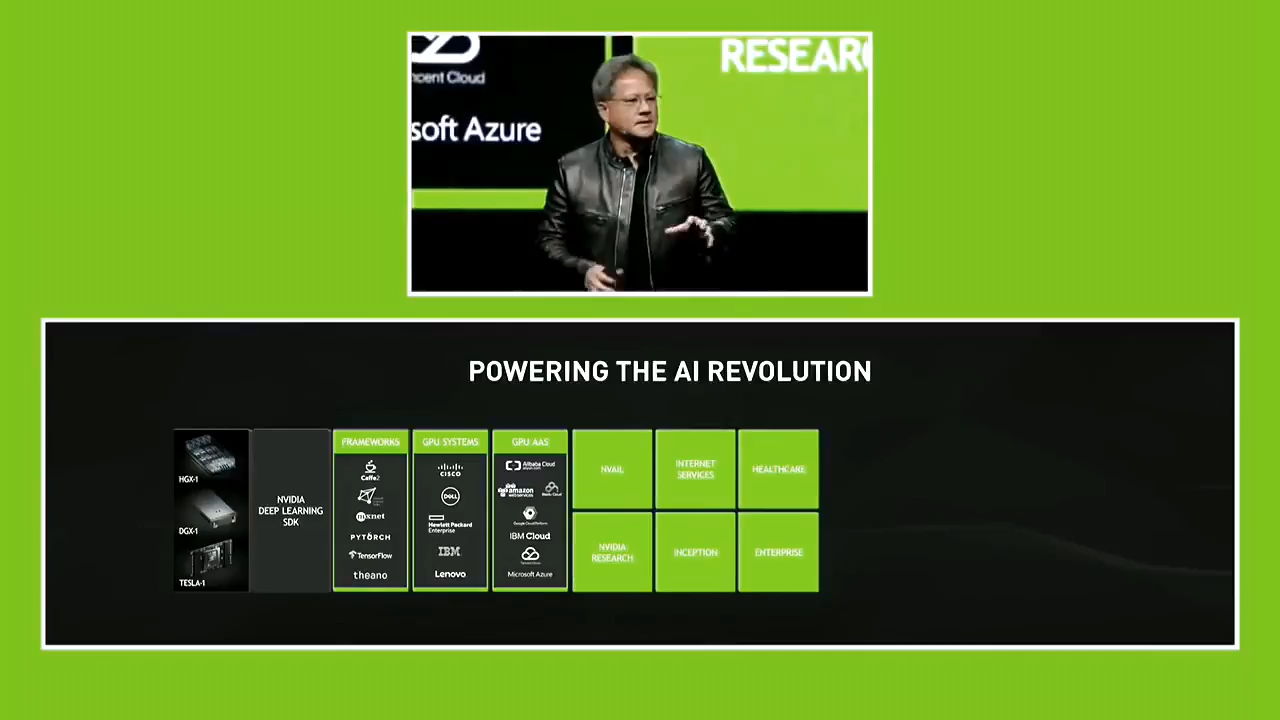 ncent Cloud
soft Azure
RESEARC
POWERING THE AI REVOLUTION
HGX-1
DGX-1
TESLA-1
NVIDIA
DEEP LEARNING
SDK
FRAMEWORKS
Caffe2
mxnet
PYTORCH
TensorFlow
theano
GPU SYSTEMS
CISCO
DELL
Hewlett Packard
Enterprise
IBM
Lenovo
GPU AAS
Alibaba Cloud
amazon
webservices
Baidu Cloud
Google Cloud Platform
IBM Cloud
Tencent Cloud
Microsoft Azure
NVAIL
NVIDIA
RESEARCH
INTERNET
SERVICES
INCEPTION
HEALTHCARE
ENTERPRISE